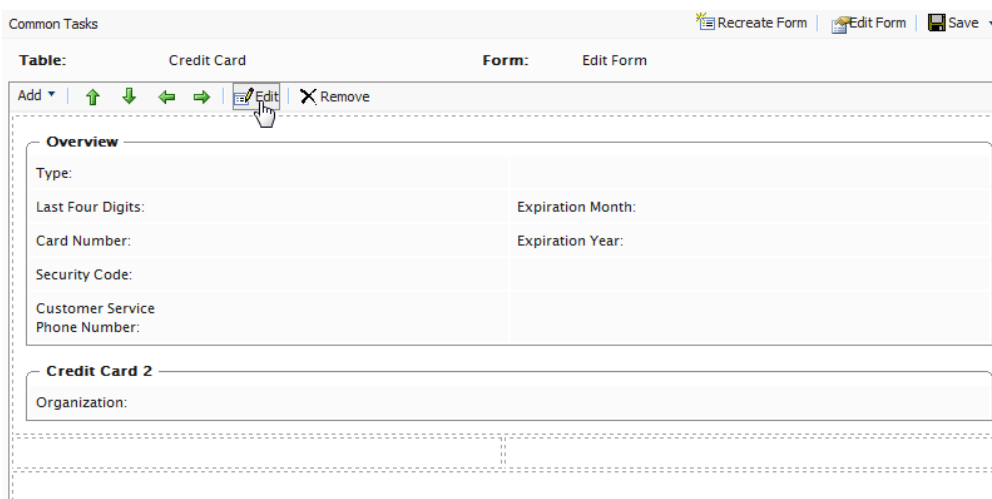 Common Tasks Recreate Form Edit Form Save
Table: Credit Card Form: Edit Form
Add Edit Remove
Overview
Type:
Last Four Digits: Expiration Month:
Card Number: Expiration Year:
Security Code:
Customer Service
Phone Number:
Credit Card 2
Organization: